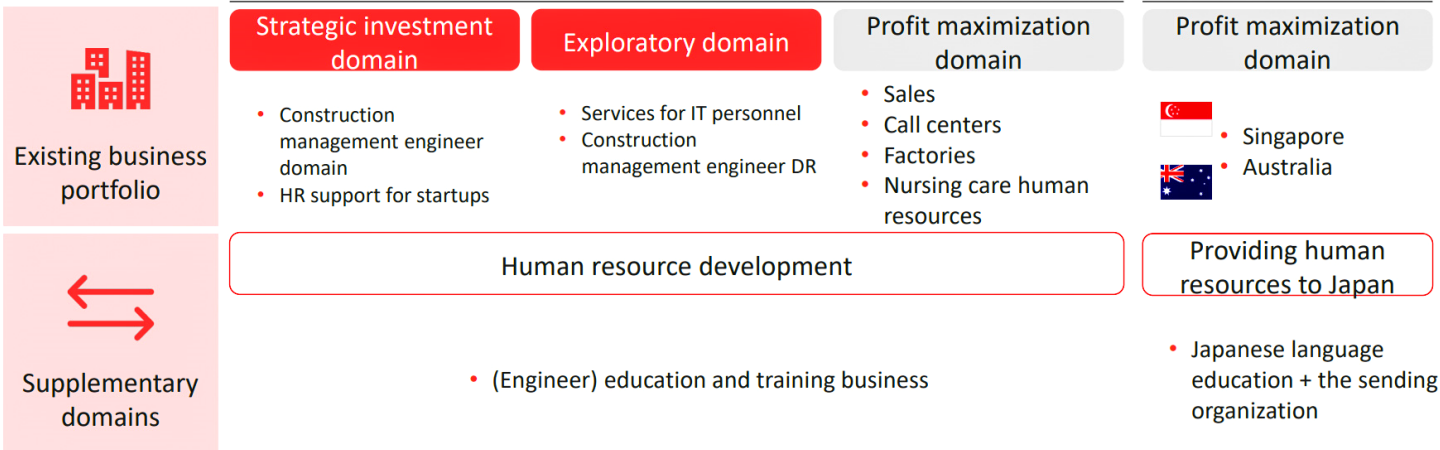 Strategic investment
domain
Exploratory domain
Profit maximization
domain
Profit maximization
domain
Existing business
portfolio
• Construction
management engineer
domain
• HR support for startups
• Services for IT personnel
• Construction
management engineer DR
• Sales
• Call centers
• Factories
• Nursing care human
resources
• Singapore
• Australia
Human resource development
Providing human
resources to Japan
Supplementary
domains
• (Engineer) education and training business
• Japanese language
education + the sending
organization